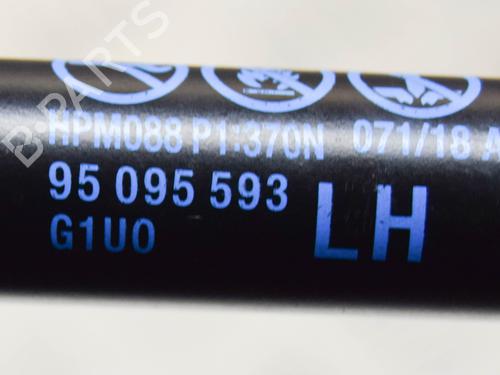 HPM088 P1:370N 071/18 A
95 095 593
G1U0
LH
B-PARTS